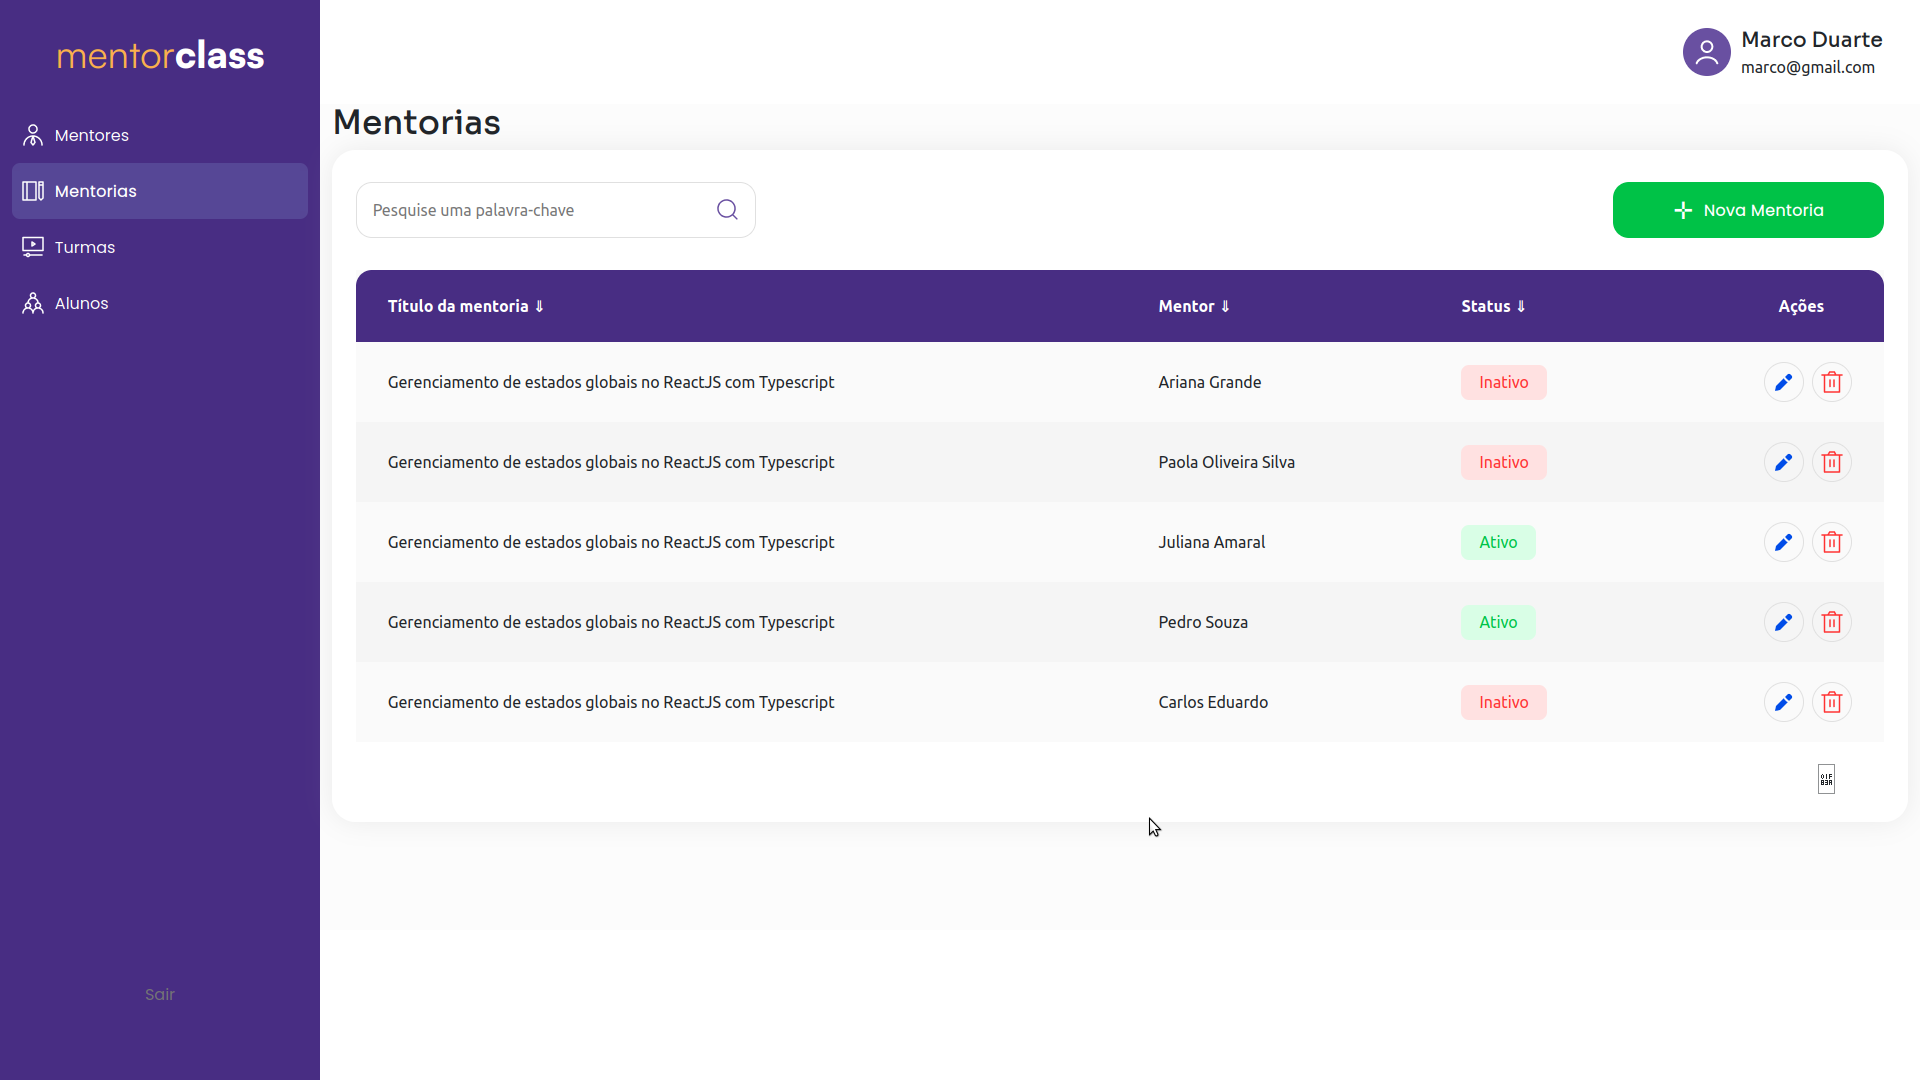 mentorclass
Mentores
Mentorias
Turmas
Alunos
Sair
Marco Duarte
marco@gmail.com
Mentorias
Pesquise uma palavra-chave
Nova Mentoria
Título da mentoria ⇓ Mentor ⇓ Status ⇓ Ações
Gerenciamento de estados globais no ReactJS com Typescript Ariana Grande Inativo
Gerenciamento de estados globais no ReactJS com Typescript Paola Oliveira Silva Inativo
Gerenciamento de estados globais no ReactJS com Typescript Juliana Amaral Ativo
Gerenciamento de estados globais no ReactJS com Typescript Pedro Souza Ativo
Gerenciamento de estados globais no ReactJS com Typescript Carlos Eduardo Inativo